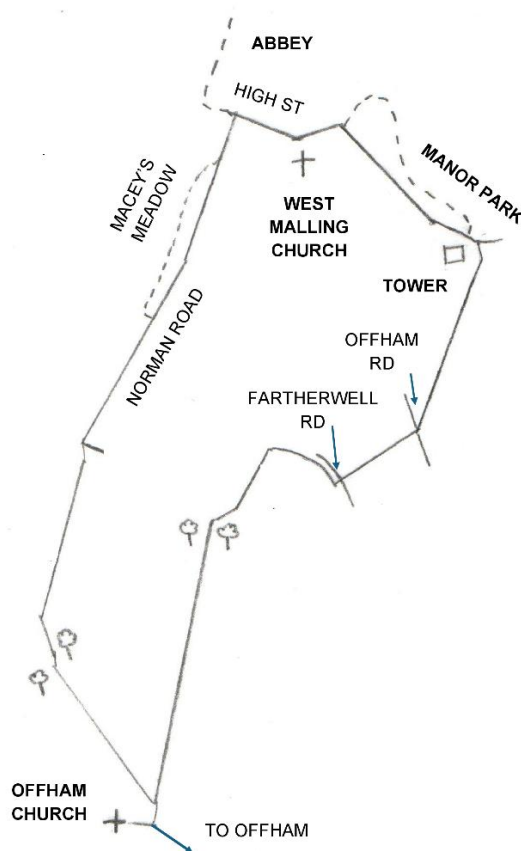 ABBEY
HIGH ST
MACEY'S
MEADOW
MANOR PARK
WEST
MALLING
CHURCH
TOWER
NORMAN ROAD
OFFHAM
RD
FARTHERWELL
RD
OFFHAM
CHURCH
TO OFFHAM